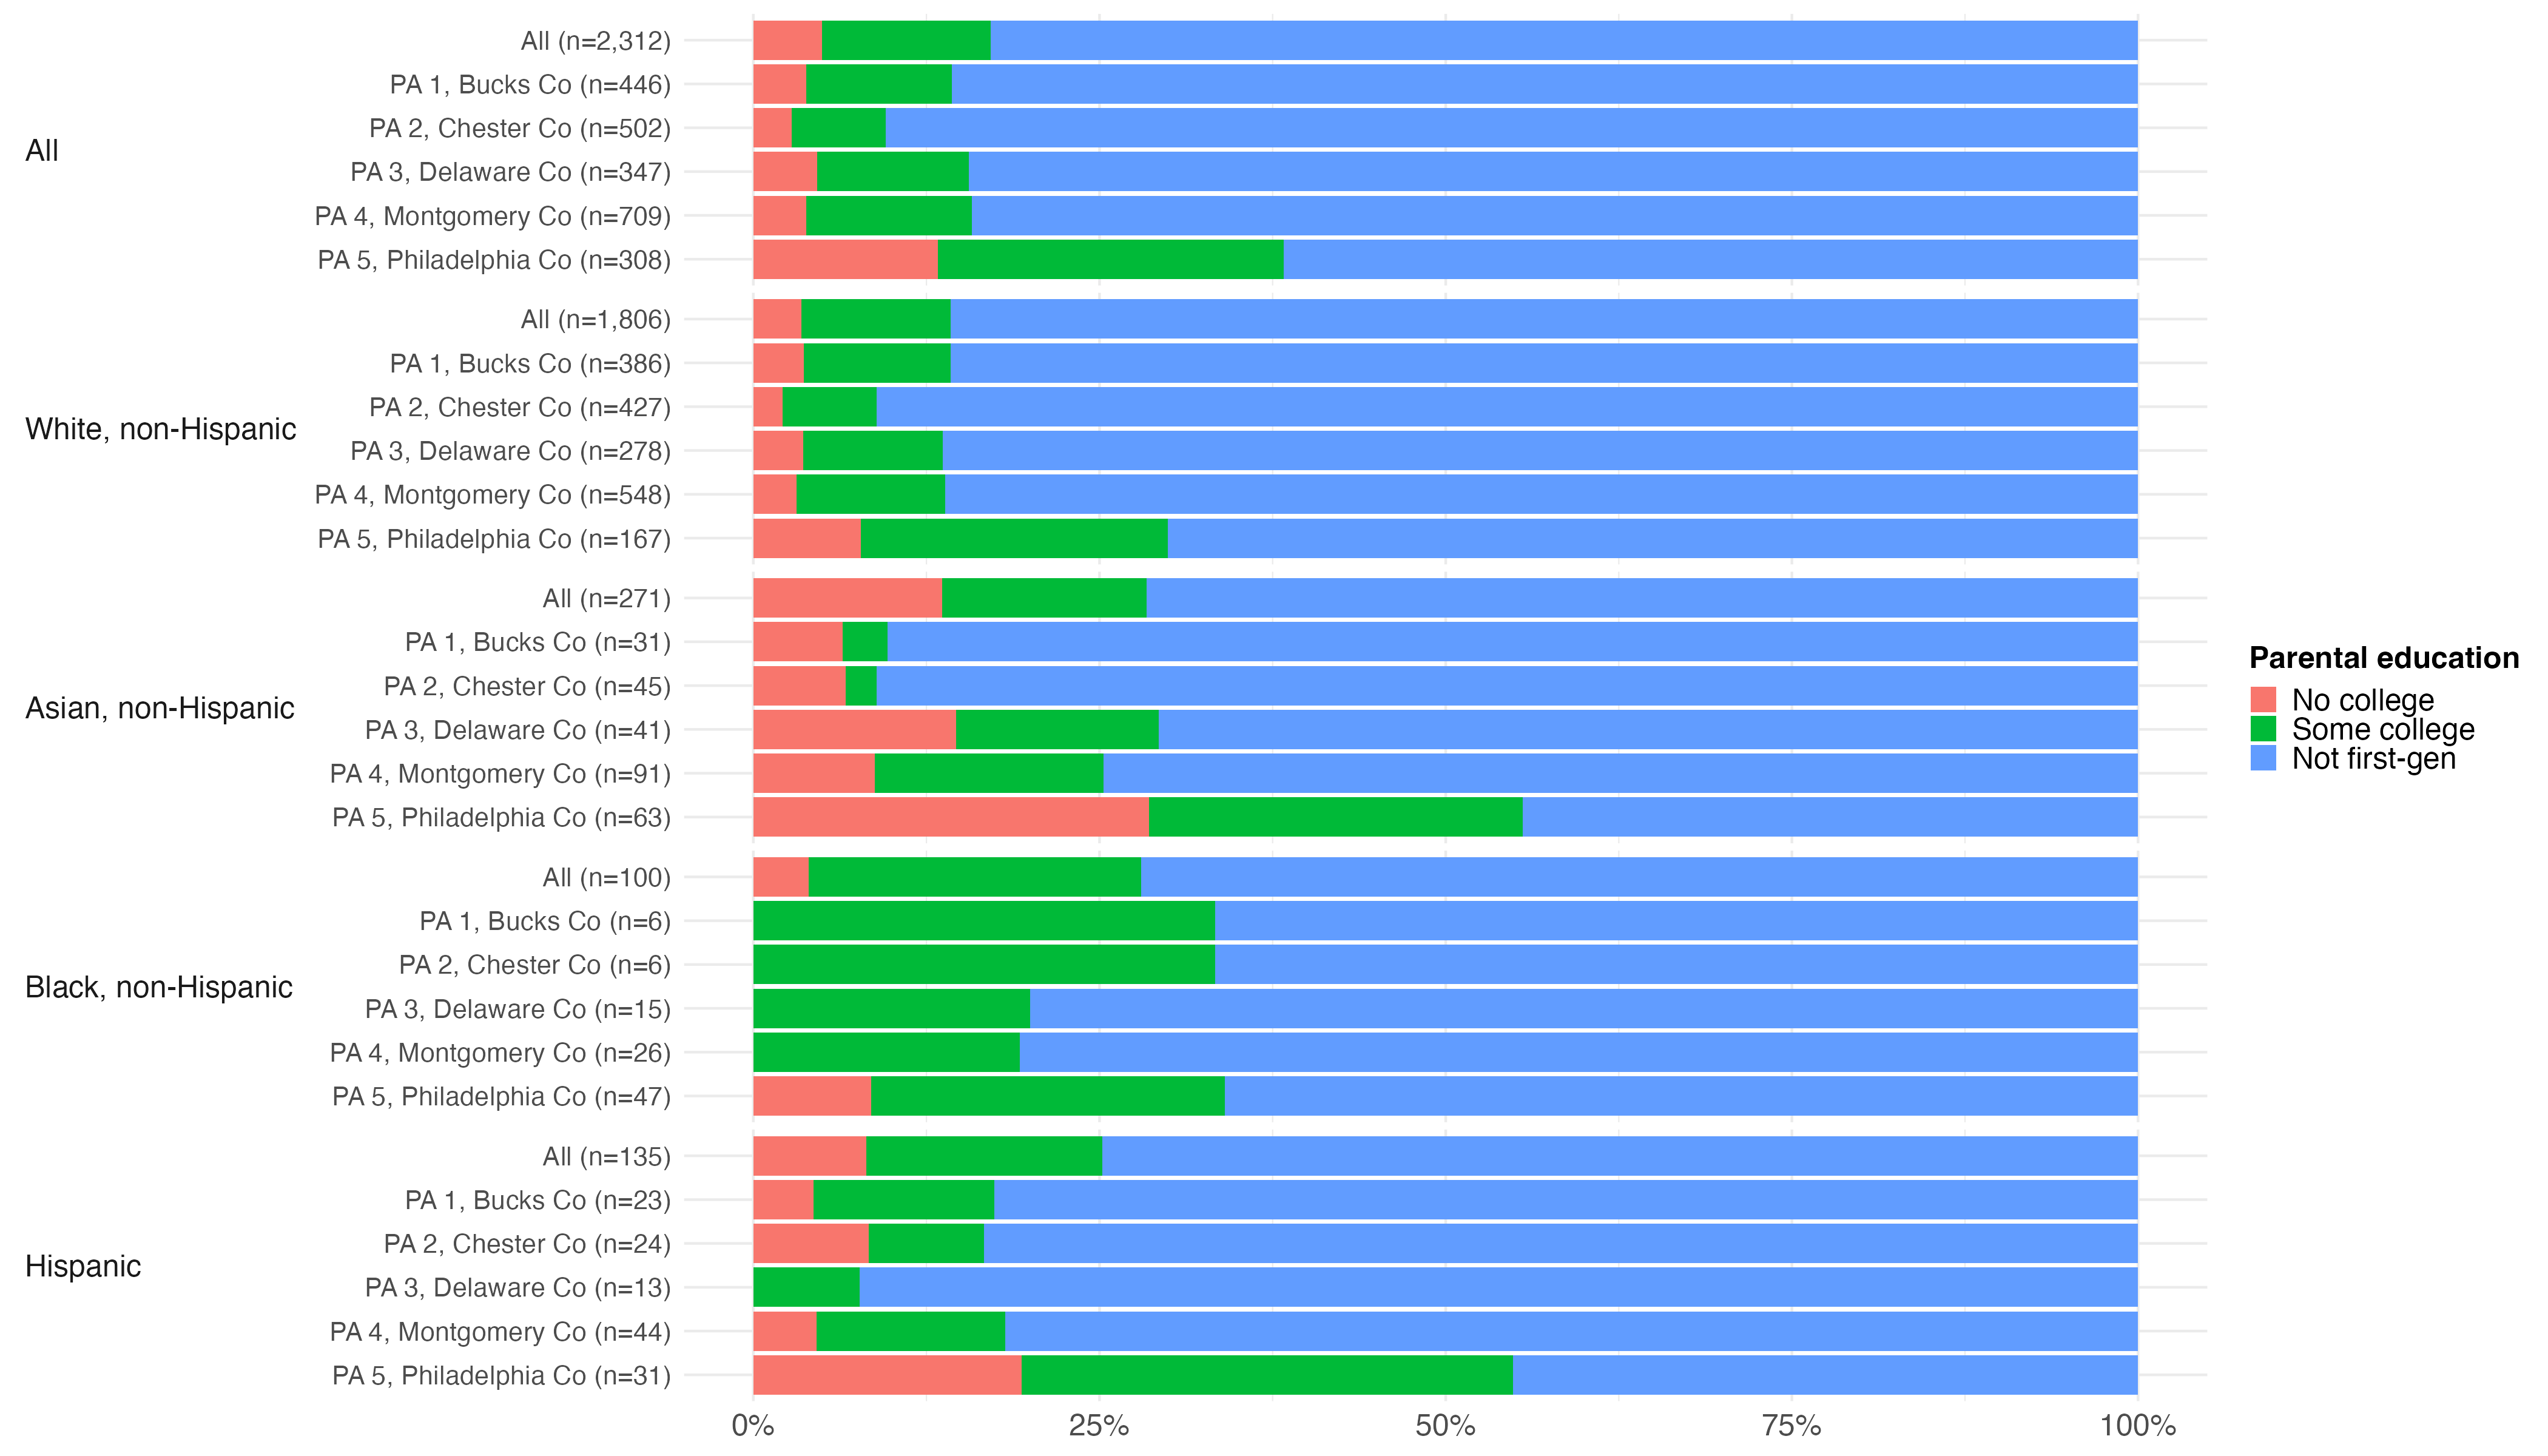 All
All (n=2,312)
PA 1, Bucks Co (n=446)
PA 2, Chester Co (n=502)
PA 3, Delaware Co (n=347)
PA 4, Montgomery Co (n=709)
PA 5, Philadelphia Co (n=308)
White, non-Hispanic
All (n=1,806)
PA 1, Bucks Co (n=386)
PA 2, Chester Co (n=427)
PA 3, Delaware Co (n=278)
PA 4, Montgomery Co (n=548)
PA 5, Philadelphia Co (n=167)
Asian, non-Hispanic
All (n=271)
PA 1, Bucks Co (n=31)
PA 2, Chester Co (n=45)
PA 3, Delaware Co (n=41)
PA 4, Montgomery Co (n=91)
PA 5, Philadelphia Co (n=63)
Black, non-Hispanic
All (n=100)
PA 1, Bucks Co (n=6)
PA 2, Chester Co (n=6)
PA 3, Delaware Co (n=15)
PA 4, Montgomery Co (n=26)
PA 5, Philadelphia Co (n=47)
Hispanic
All (n=135)
PA 1, Bucks Co (n=23)
PA 2, Chester Co (n=24)
PA 3, Delaware Co (n=13)
PA 4, Montgomery Co (n=44)
PA 5, Philadelphia Co (n=31)
0% 25% 50% 75% 100%
Parental education
No college
Some college
Not first-gen